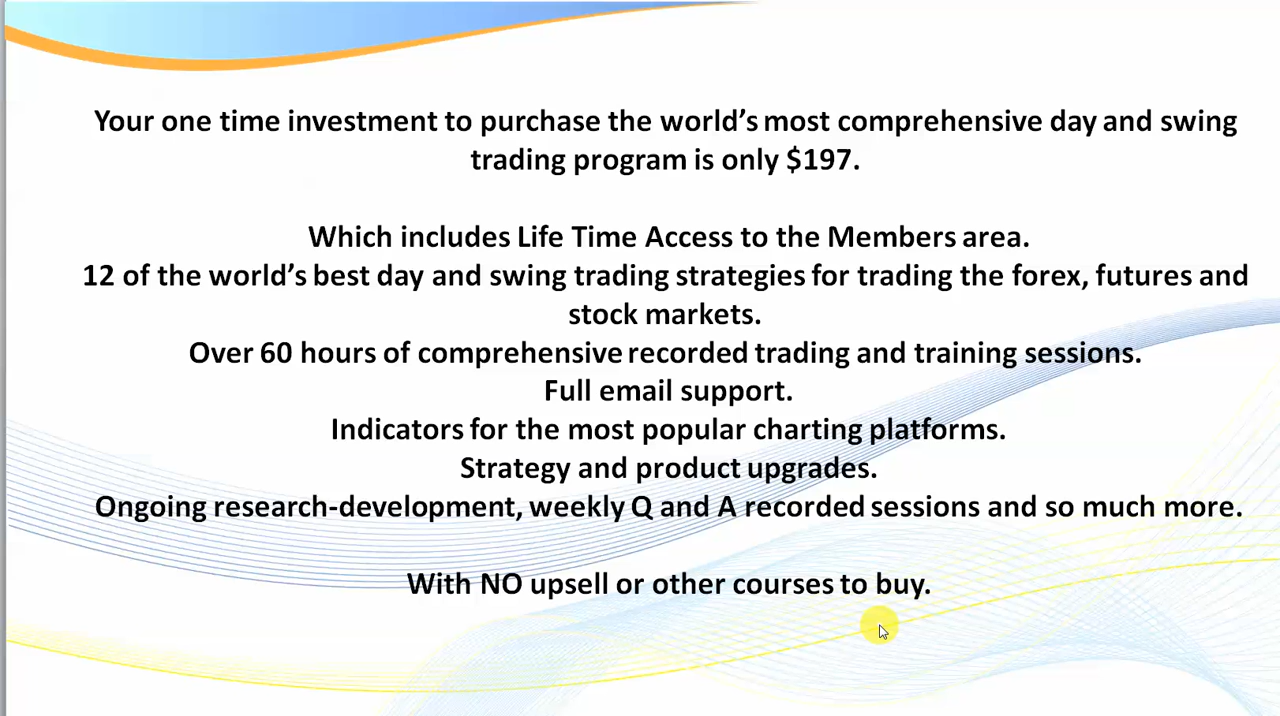 Your one time investment to purchase the world’s most comprehensive day and swing
trading program is only $197.
Which includes Life Time Access to the Members area.
12 of the world’s best day and swing trading strategies for trading the forex, futures and
stock markets.
Over 60 hours of comprehensive recorded trading and training sessions.
Full email support.
Indicators for the most popular charting platforms.
Strategy and product upgrades.
Ongoing research-development, weekly Q and A recorded sessions and so much more.
With NO upsell or other courses to buy.